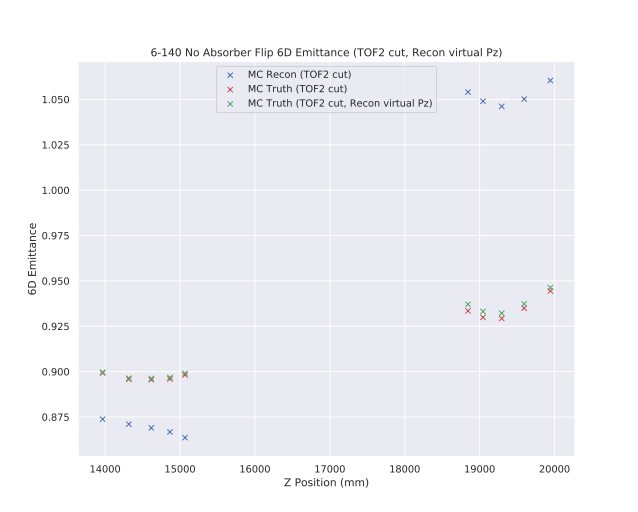 6-140 No Absorber Flip 6D Emittance (TOF2 cut, Recon virtual Pz)
MC Recon (TOF2 cut)
MC Truth (TOF2 cut)
MC Truth (TOF2 cut, Recon virtual Pz)
1.050
1.025
1.000
0.975
0.950
0.925
0.900
0.875
6D Emittance
14000 15000 16000 17000 18000 19000 20000
Z Position (mm)